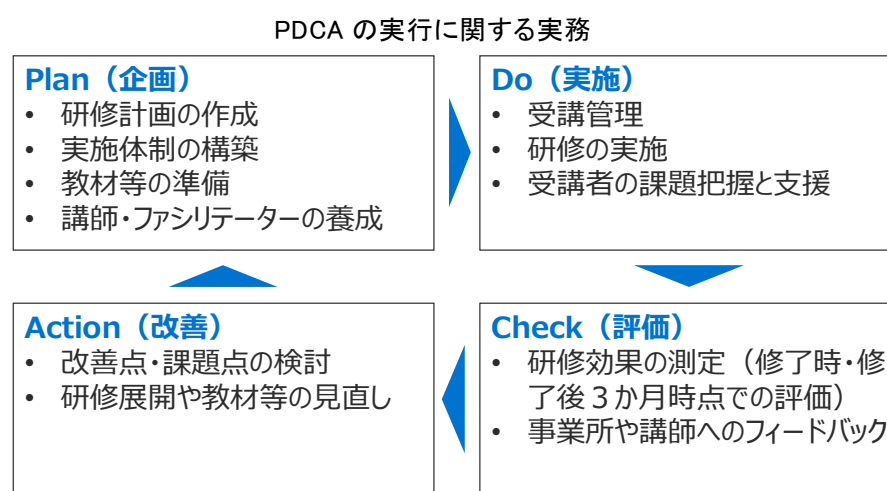 PDCA の実行に関する実務
Plan（企画）
• 研修計画の作成
• 実施体制の構築
• 教材等の準備
• 講師・ファシリテーターの養成
Do（実施）
• 受講管理
• 研修の実施
• 受講者の課題把握と支援
Action（改善）
• 改善点・課題点の検討
• 研修展開や教材等の見直し
Check（評価）
• 研修効果の測定（修了時・修
了後３か月時点での評価）
• 事業所や講師へのフィードバック